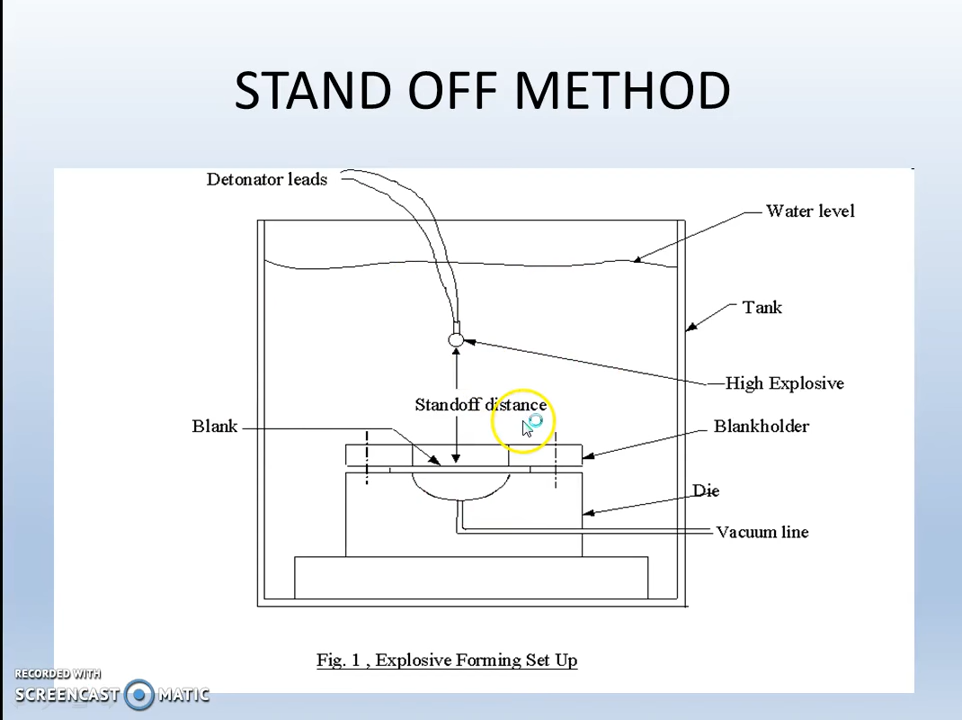 STAND OFF METHOD
Detonator leads
Water level
Tank
High Explosive
Standoff distance
Blank
Blankholder
Die
Vacuum line
Fig. 1 , Explosive Forming Set Up
RECORDED WITH
SCREENCAST MATIC